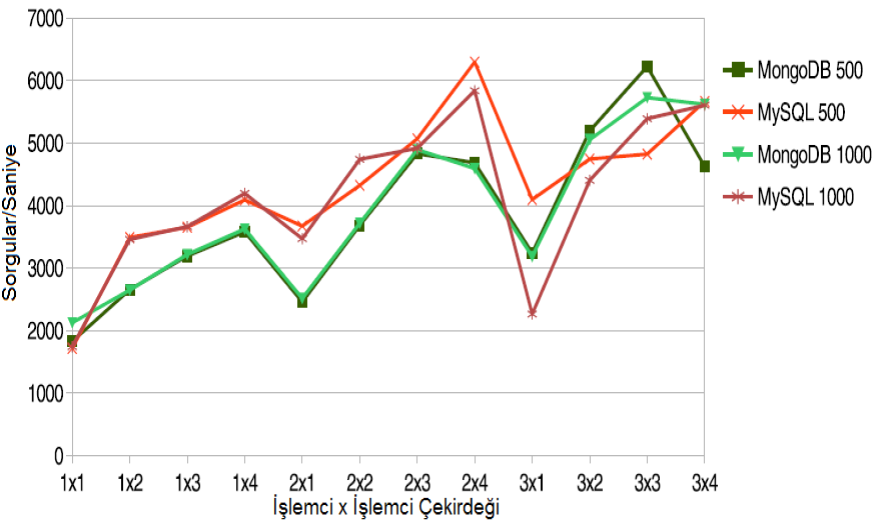 7000
6000
5000
4000
3000
2000
1000
0
Sorgular/Saniye
1x1 1x2 1x3 1x4 2x1 2x2 2x3 2x4 3x1 3x2 3x3 3x4
İşlemci x İşlemci Çekirdeği
MongoDB 500
MySQL 500
MongoDB 1000
MySQL 1000